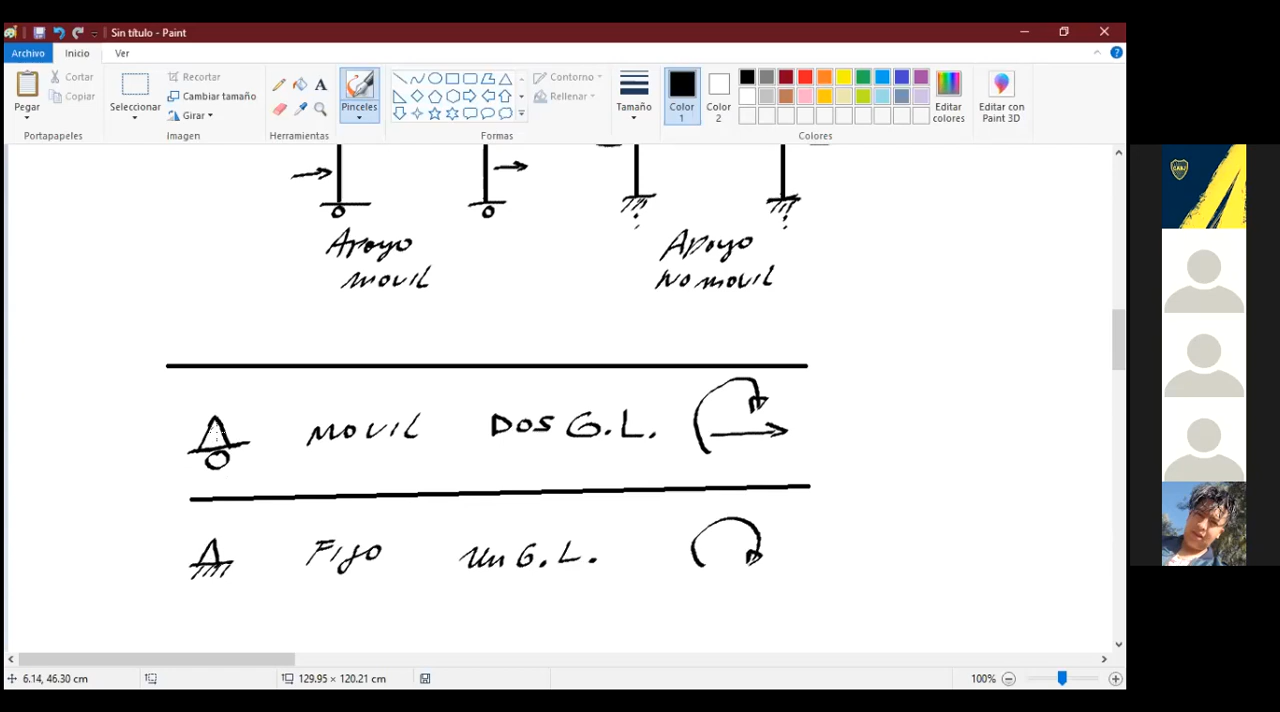 Sin título - Paint
Archivo Inicio Ver
Pegar
Cortar
Copiar
Portapapeles
Seleccionar
Recortar
Cambiar tamaño
Girar
Imagen
A
Herramientas
Pinceles
Contorno
Rellenar
Formas
Tamaño
Color 1
Color 2
Editar colores
Editar con Paint 3D
Colores
Apoyo
movil
Apoyo
No movil
MOVIL DOS G.L.
FIJO Un G.L.
6.14, 46.30 cm
129.95 × 120.21 cm
100%